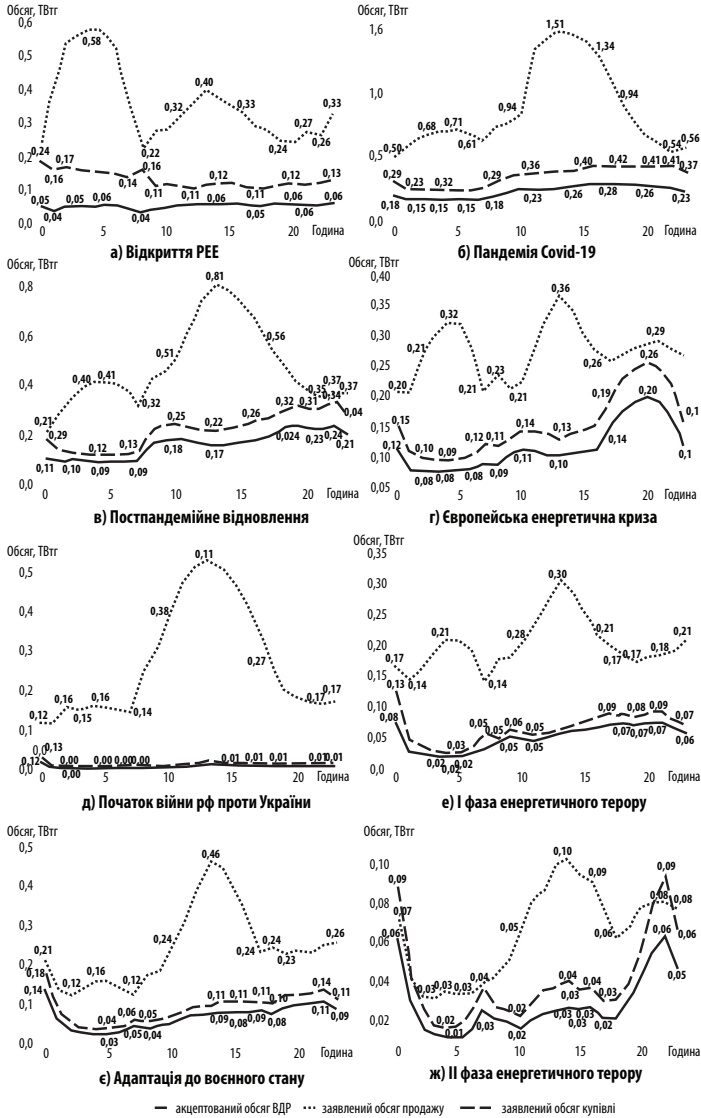 Обсяг, ТВтг
0,6
0,5
0,4
0,3
0,2
0,1
0,0
0,24 0,16 0,17 0,58 0,14 0,22 0,16 0,11 0,32 0,40 0,33 0,24 0,27 0,26 0,33
0,11 0,12 0,11 0,12 0,13
0,05 0,04 0,05 0,06 0,04 0,06 0,05 0,06 0,06
0 5 10 15 20 Година
а) Відкриття РЕЕ
Обсяг, ТВтг
1,6
1,0
0,5
0,0
0,50 0,68 0,71 0,61 0,94 1,51 1,34 0,94 0,54 0,56
0,29 0,23 0,32 0,29 0,36 0,40 0,42 0,41 0,41 0,37
0,18 0,15 0,15 0,15 0,18 0,23 0,26 0,28 0,26 0,23
0 5 10 15 20 Година
б) Пандемія Covid-19
Обсяг, ТВтг
0,8
0,6
0,4
0,2
0,0
0,21 0,40 0,41 0,32 0,51 0,81 0,56 0,35 0,37 0,37
0,29 0,12 0,13 0,25 0,22 0,26 0,32 0,31 0,34 0,04
0,11 0,10 0,09 0,09 0,18 0,17 0,024 0,23 0,24 0,21
0 5 10 15 20 Година
в) Постпандемійне відновлення
Обсяг, ТВтг
0,40
0,35
0,30
0,25
0,20
0,15
0,10
0,05
0,20 0,21 0,32 0,21 0,23 0,21 0,36 0,26 0,29
0,15 0,10 0,09 0,12 0,11 0,14 0,13 0,19 0,26 0,1
0,12 0,08 0,08 0,08 0,09 0,11 0,10 0,14 0,20 0,1
0 5 10 15 20 Година
г) Європейська енергетична криза
Обсяг, ТВтг
0,5
0,4
0,3
0,2
0,1
0,0
0,0
0,12 0,16 0,15 0,16 0,14 0,38 0,11 0,27 0,17 0,17
0,13 0,00 0,00 0,00 0,00 0,01 0,01 0,01 0,01 0,01
0,12 0,00
0 5 10 15 20 Година
д) Початок війни рф проти України
Обсяг, ТВтг
0,35
0,30
0,25
0,20
0,15
0,10
0,05
0,0
0,17 0,14 0,21 0,14 0,28 0,30 0,21 0,17 0,17 0,18 0,21
0,13 0,03 0,05 0,05 0,06 0,05 0,09 0,08 0,09 0,07
0,08 0,02 0,02 0,02 0,05 0,05 0,07 0,07 0,07 0,06
0 5 10 15 20 Година
е) І фаза енергетичного терору
Обсяг, ТВтг
0,5
0,4
0,3
0,2
0,1
0,0
0,21 0,12 0,16 0,12 0,24 0,46 0,24 0,24 0,23 0,26
0,18 0,04 0,06 0,05 0,11 0,11 0,11 0,10 0,14 0,11
0,14 0,03 0,05 0,04 0,09 0,08 0,09 0,08 0,11 0,09
0 5 10 15 20 Година
є) Адаптація до воєнного стану
Обсяг, ТВтг
0,10
0,08
0,06
0,04
0,02
0,07 0,03 0,03 0,03 0,05 0,10 0,09 0,06 0,08 0,08
0,09 0,02 0,02 0,04 0,02 0,04 0,04 0,03 0,09 0,06
0,06 0,01 0,01 0,03 0,02 0,03 0,03 0,03 0,02 0,06 0,05
0 5 10 15 20 Година
ж) ІІ фаза енергетичного терору
акцептований обсяг ВДР заявлений обсяг продажу заявлений обсяг купівлі